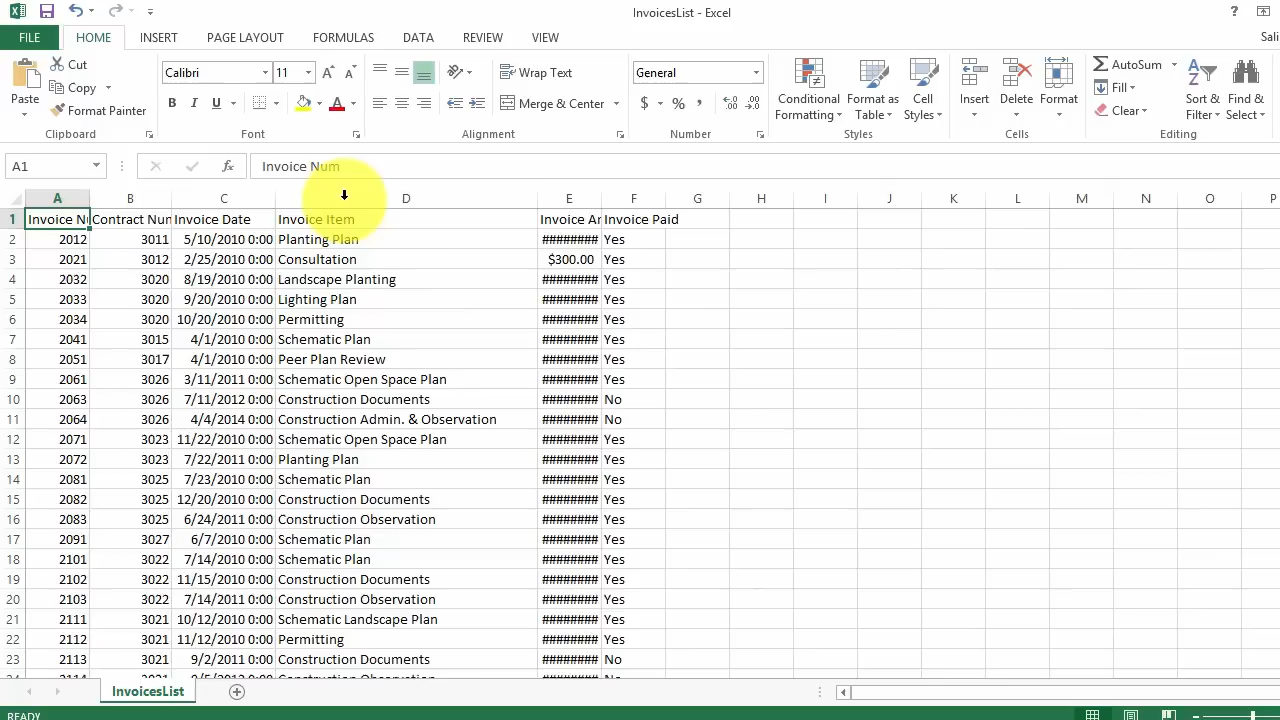 InvoicesList - Excel
?
FILE HOME INSERT PAGE LAYOUT FORMULAS DATA REVIEW VIEW Sali
Cut
Copy
Format Painter
Paste
Calibri 11 A A
B I U A
Wrap Text
Merge & Center
General
$ % ,
Conditional Formatting
Format as Table
Cell Styles
Insert Delete Format
AutoSum
Fill
Clear
Sort & Filter
Find & Select
Clipboard Font Alignment Number Styles Cells Editing
A1 fx Invoice Num
A B C D E F G H I J K L M N O P
1 Invoice Nu Contract Num Invoice Date Invoice Item Invoice Am Invoice Paid
2 2012 3011 5/10/2010 0:00 Planting Plan ######## Yes
3 2021 3012 2/25/2010 0:00 Consultation $300.00 Yes
4 2032 3020 8/19/2010 0:00 Landscape Planting ######## Yes
5 2033 3020 9/20/2010 0:00 Lighting Plan ######## Yes
6 2034 3020 10/20/2010 0:00 Permitting ######## Yes
7 2041 3015 4/1/2010 0:00 Schematic Plan ######## Yes
8 2051 3017 4/1/2010 0:00 Peer Plan Review ######## Yes
9 2061 3026 3/11/2011 0:00 Schematic Open Space Plan ######## Yes
10 2063 3026 7/11/2012 0:00 Construction Documents ######## No
11 2064 3026 4/4/2014 0:00 Construction Admin. & Observation ######## No
12 2071 3023 11/22/2010 0:00 Schematic Open Space Plan ######## Yes
13 2072 3023 7/22/2011 0:00 Planting Plan ######## Yes
14 2081 3025 7/23/2010 0:00 Schematic Plan ######## Yes
15 2082 3025 12/20/2010 0:00 Construction Documents ######## Yes
16 2083 3025 6/24/2011 0:00 Construction Observation ######## Yes
17 2091 3027 6/7/2010 0:00 Schematic Plan ######## Yes
18 2101 3022 7/14/2010 0:00 Schematic Plan ######## Yes
19 2102 3022 11/15/2010 0:00 Construction Documents ######## Yes
20 2103 3022 7/14/2011 0:00 Construction Observation ######## Yes
21 2111 3021 10/12/2010 0:00 Schematic Landscape Plan ######## Yes
22 2112 3021 11/12/2010 0:00 Permitting ######## Yes
23 2113 3021 9/2/2011 0:00 Construction Documents ######## No
InvoicesList
READY